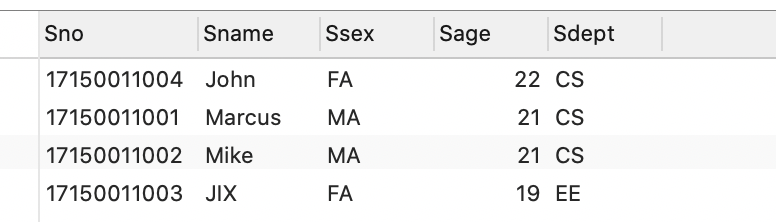 Sno Sname Ssex Sage Sdept
17150011004 John FA 22 CS
17150011001 Marcus MA 21 CS
17150011002 Mike MA 21 CS
17150011003 JIX FA 19 EE